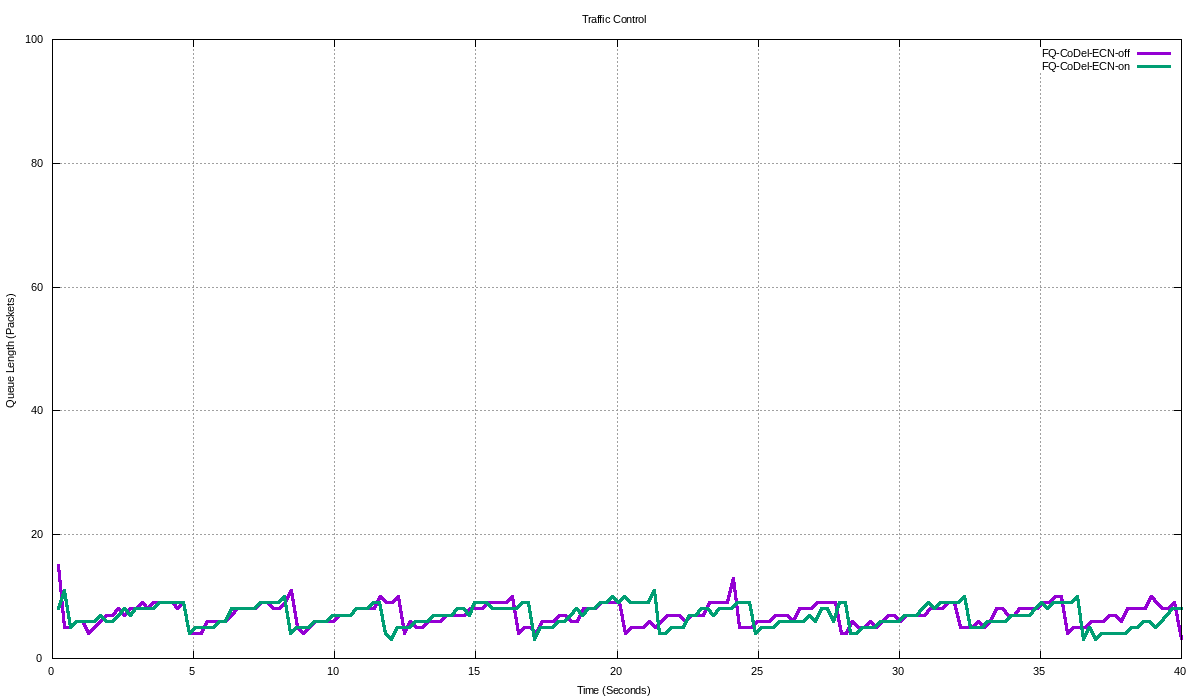 Traffic Control
100
80
60
40
20
0
Queue Length (Packets)
FQ-CoDel-ECN-off
FQ-CoDel-ECN-on
0 5 10 15 20 25 30 35 40
Time (Seconds)